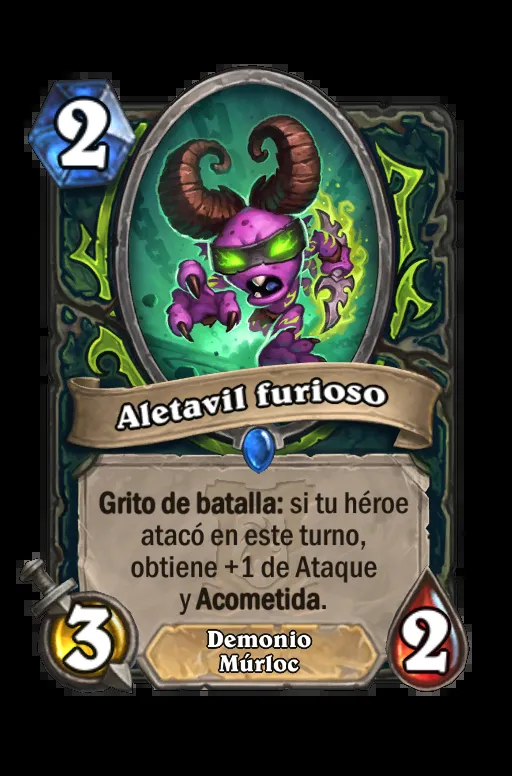 2
Aletavil furioso
Grito de batalla: si tu héroe
atacó en este turno,
obtiene +1 de Ataque
y Acometida.
3
Demonio
Múrloc
2